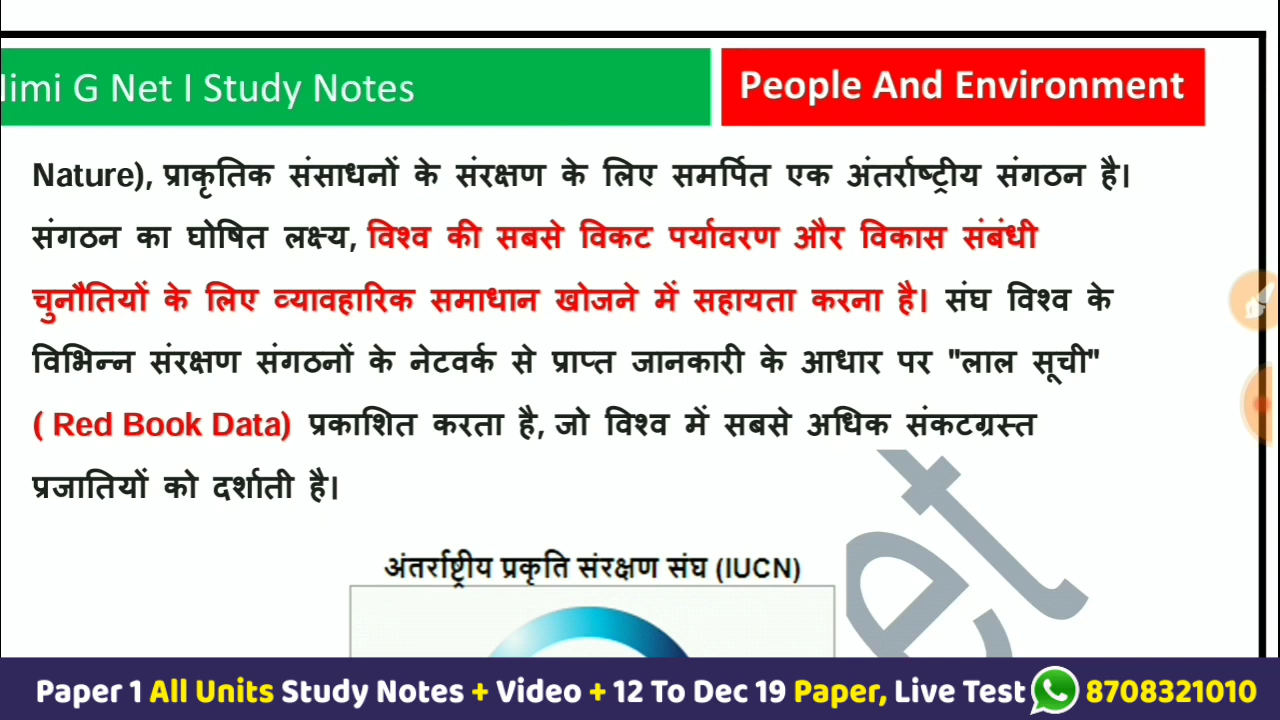 imi G Net I Study Notes
People And Environment
Nature), प्राकृतिक संसाधनों के संरक्षण के लिए समर्पित एक अंतर्राष्ट्रीय संगठन है।
संगठन का घोषित लक्ष्य, विश्व की सबसे विकट पर्यावरण और विकास संबंधी
चुनौतियों के लिए व्यावहारिक समाधान खोजने में सहायता करना है। संघ विश्व के
विभिन्न संरक्षण संगठनों के नेटवर्क से प्राप्त जानकारी के आधार पर "लाल सूची"
( Red Book Data) प्रकाशित करता है, जो विश्व में सबसे अधिक संकटग्रस्त
प्रजातियों को दर्शाती है।
अंतर्राष्ट्रीय प्रकृति संरक्षण संघ (IUCN)
et
Paper 1 All Units Study Notes + Video + 12 To Dec 19 Paper, Live Test 8708321010